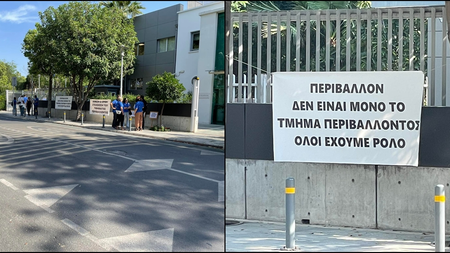 ΠΕΡΙΒΑΛΛΟΝ
ΔΕΝ ΕΙΝΑΙ ΜΟΝΟ ΤΟ
ΤΜΗΜΑ ΠΕΡΙΒΑΛΛΟΝΤΟΣ
ΟΛΟΙ ΕΧΟΥΜΕ ΡΟΛΟ